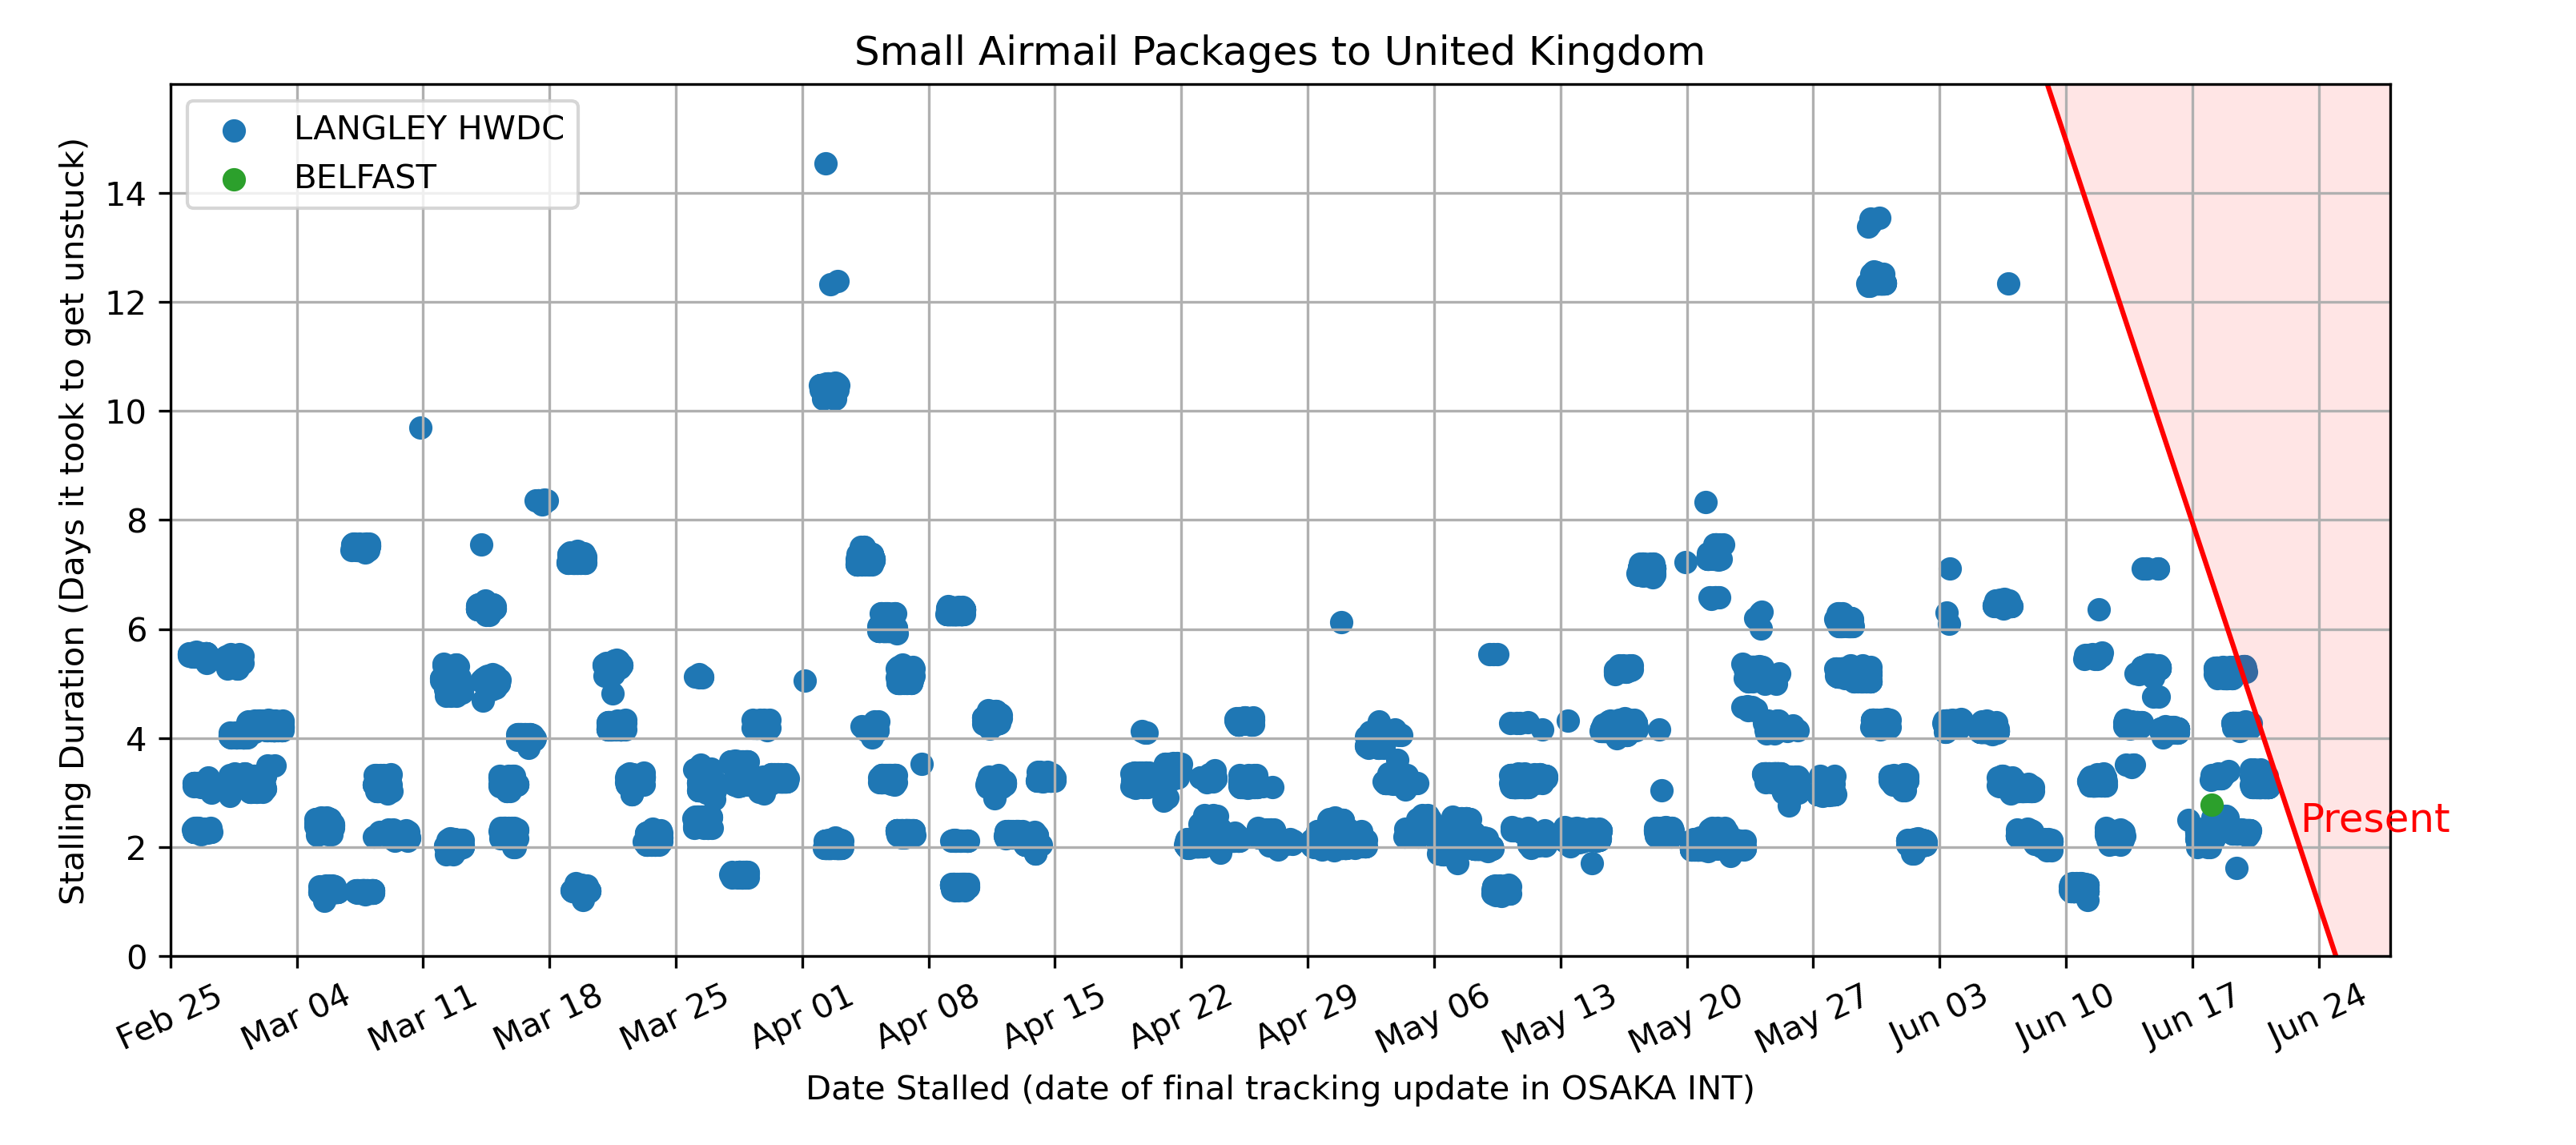 Small Airmail Packages to United Kingdom
LANGLEY HWDC
BELFAST
Stalling Duration (Days it took to get unstuck)
14
12
10
8
6
4
2
0
Present
Feb 25
Mar 04
Mar 11
Mar 18
Mar 25
Apr 01
Apr 08
Apr 15
Apr 22
Apr 29
May 06
May 13
May 20
May 27
Jun 03
Jun 10
Jun 17
Jun 24
Date Stalled (date of final tracking update in OSAKA INT)